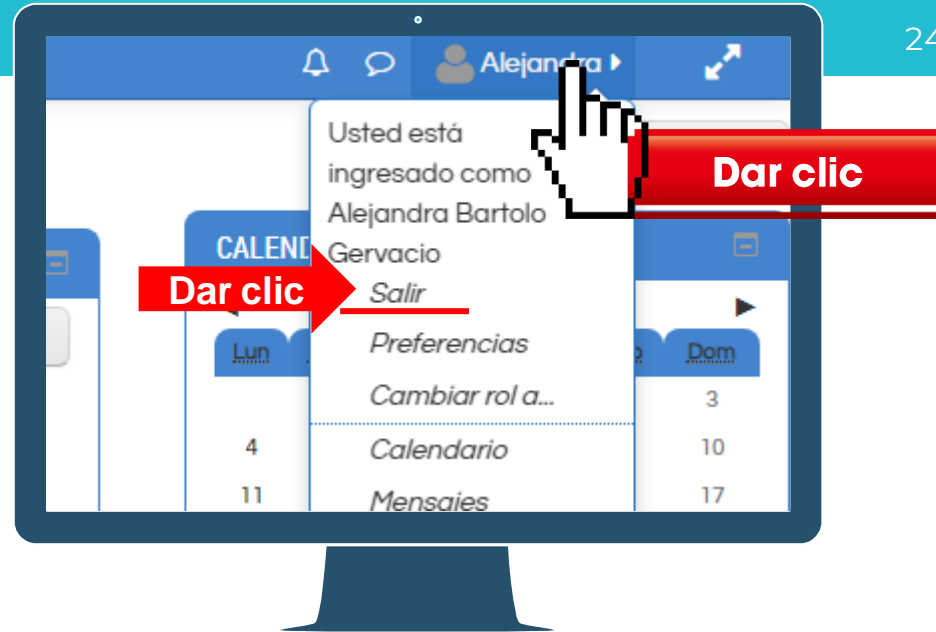 24
Alejandra
Usted está
ingresado como
Alejandra Bartolo
Gervacio
Dar clic
CALEND
Dar clic
Salir
Lun
Dom
Preferencias
Cambiar rol a...
3
4
Calendario
10
11
Mensajes
17